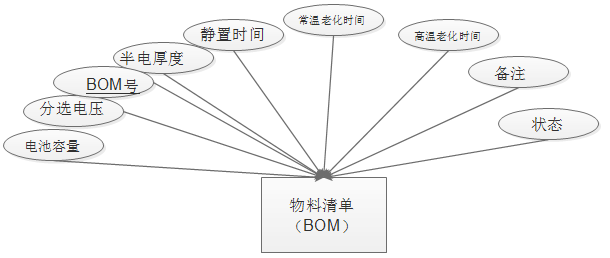 常温老化时间
静置时间
高温老化时间
半电厚度
备注
BOM号
分选电压
状态
电池容量
物料清单
（BOM）